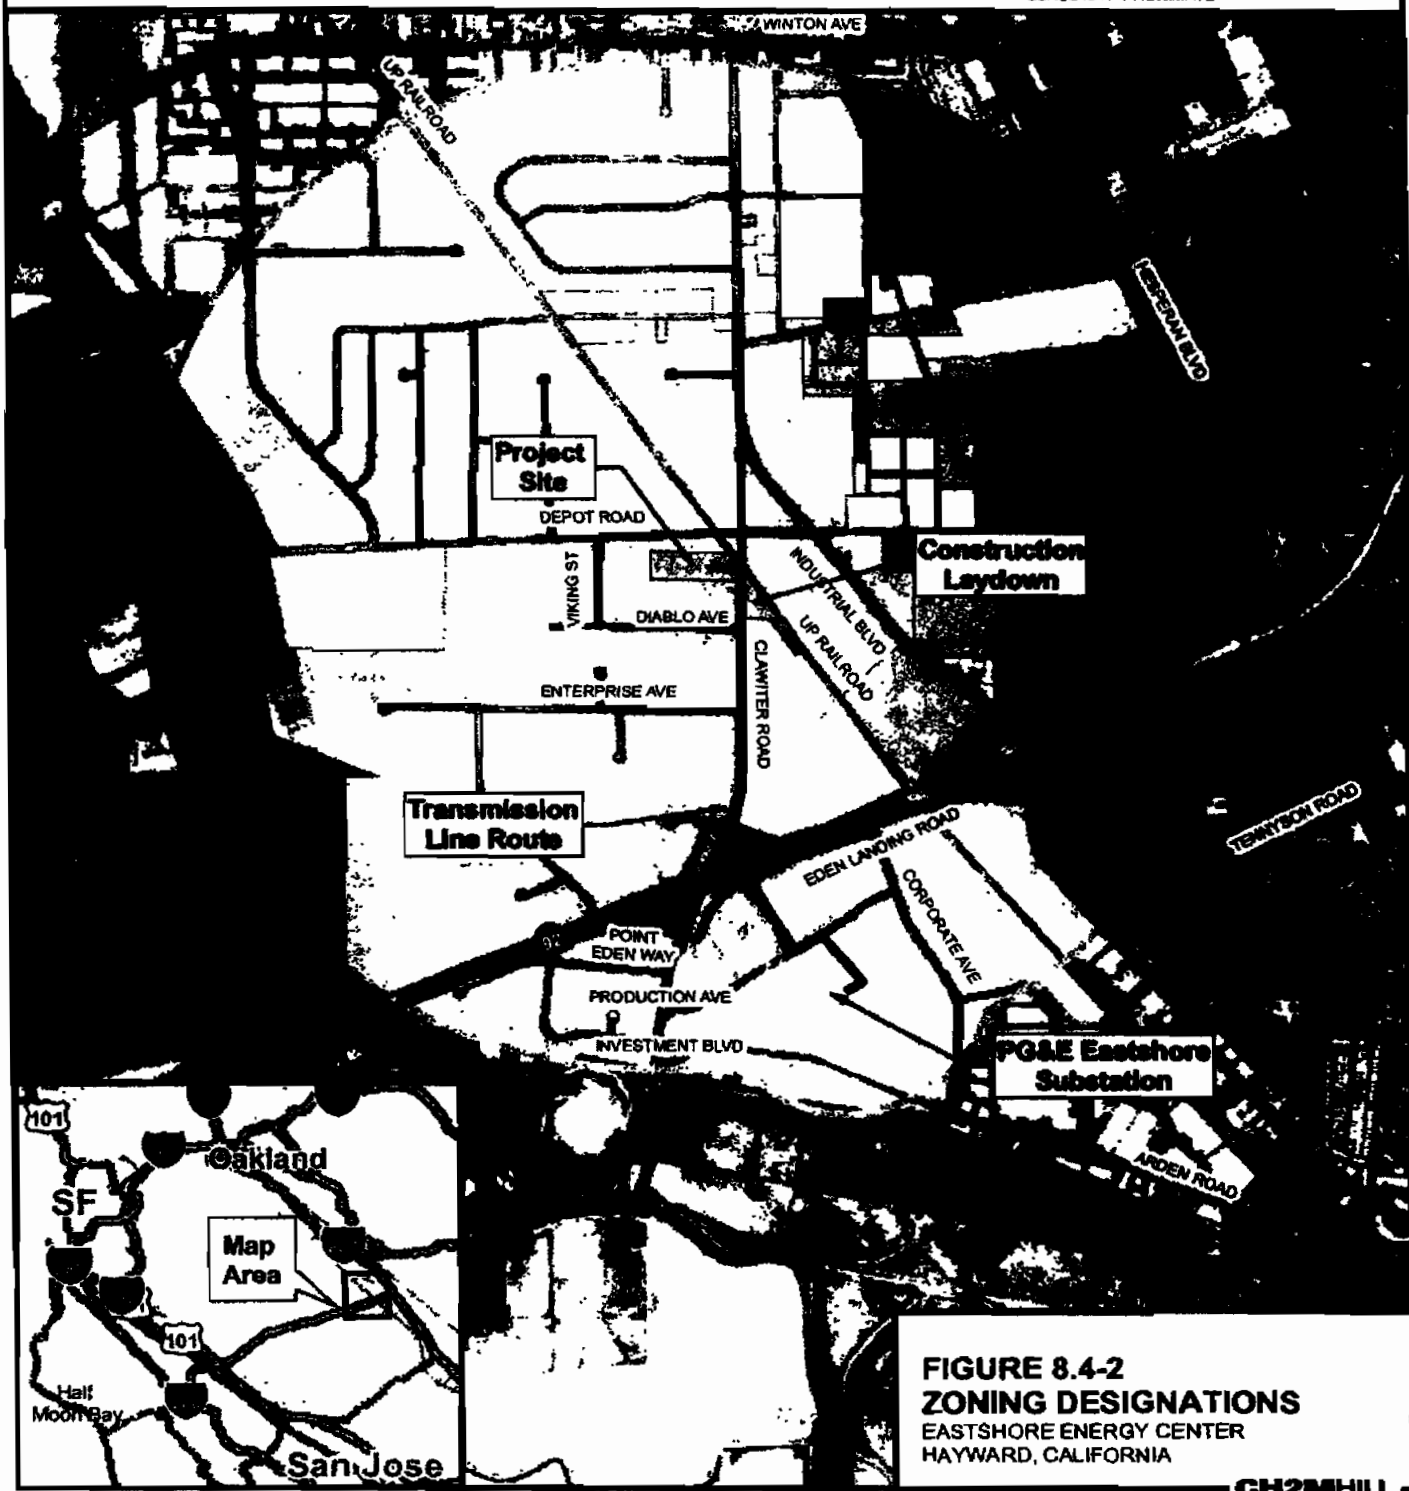 WINTON AVE
UP RAILROAD
HESPERIAN BLVD
Project
Site
DEPOT ROAD
Construction
Laydown
VIKING ST
INDUSTRIAL BLVD
DIABLO AVE
UP RAILROAD
CLAWITER ROAD
ENTERPRISE AVE
Transmission
Line Route
TENNYSON ROAD
EDEN LANDING ROAD
CORPORATE AVE
POINT
EDEN WAY
PRODUCTION AVE
INVESTMENT BLVD
PG&E Eastshore
Substation
ARDEN ROAD
101
Oakland
SF
Map
Area
101
Half
Moon Bay
San Jose
FIGURE 8.4-2
ZONING DESIGNATIONS
EASTSHORE ENERGY CENTER
HAYWARD, CALIFORNIA
CH2MHILL